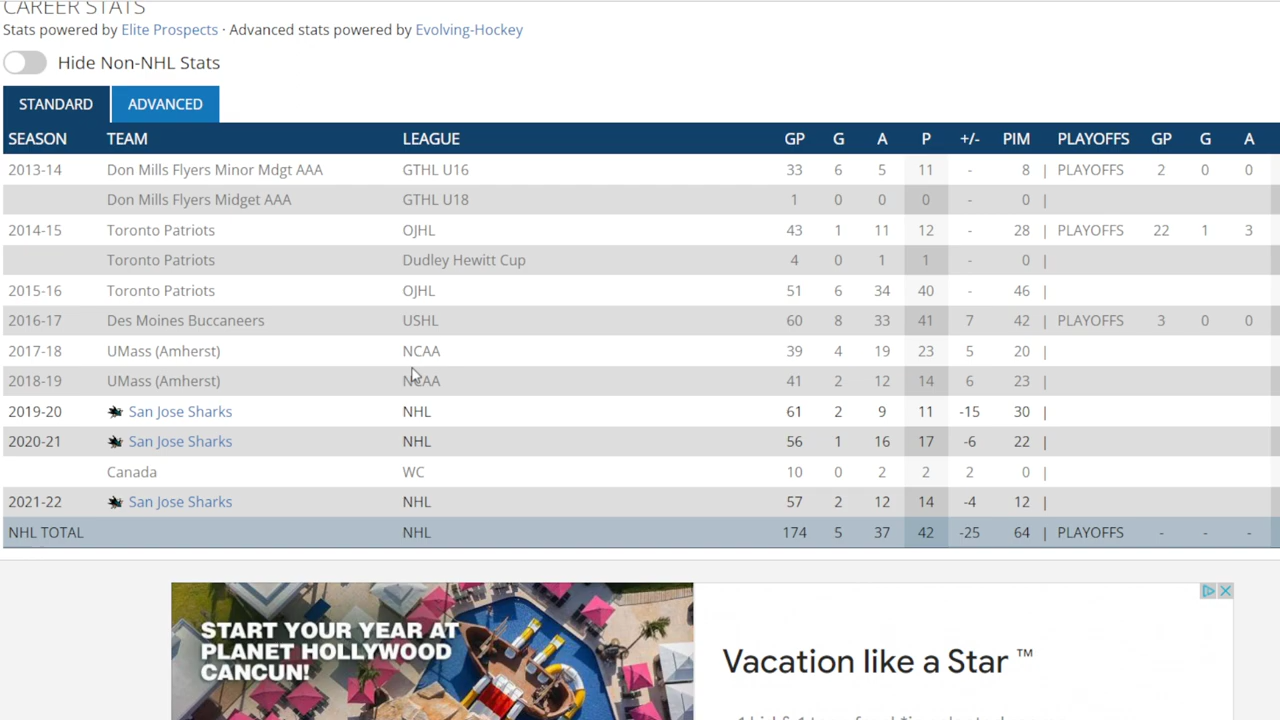 CAREER STATS
Stats powered by Elite Prospects · Advanced stats powered by Evolving-Hockey
Hide Non-NHL Stats
STANDARD ADVANCED
SEASON TEAM LEAGUE GP G A P +/- PIM PLAYOFFS GP G A
2013-14 Don Mills Flyers Minor Mdgt AAA GTHL U16 33 6 5 11 - 8 | PLAYOFFS 2 0 0
Don Mills Flyers Midget AAA GTHL U18 1 0 0 0 - 0 |
2014-15 Toronto Patriots OJHL 43 1 11 12 - 28 | PLAYOFFS 22 1 3
Toronto Patriots Dudley Hewitt Cup 4 0 1 1 - 0 |
2015-16 Toronto Patriots OJHL 51 6 34 40 - 46 |
2016-17 Des Moines Buccaneers USHL 60 8 33 41 7 42 | PLAYOFFS 3 0 0
2017-18 UMass (Amherst) NCAA 39 4 19 23 5 20 |
2018-19 UMass (Amherst) NCAA 41 2 12 14 6 23 |
2019-20 San Jose Sharks NHL 61 2 9 11 -15 30 |
2020-21 San Jose Sharks NHL 56 1 16 17 -6 22 |
Canada WC 10 0 2 2 2 0 |
2021-22 San Jose Sharks NHL 57 2 12 14 -4 12 |
NHL TOTAL NHL 174 5 37 42 -25 64 | PLAYOFFS - - -
START YOUR YEAR AT
PLANET HOLLYWOOD
CANCUN!
Vacation like a Star ™